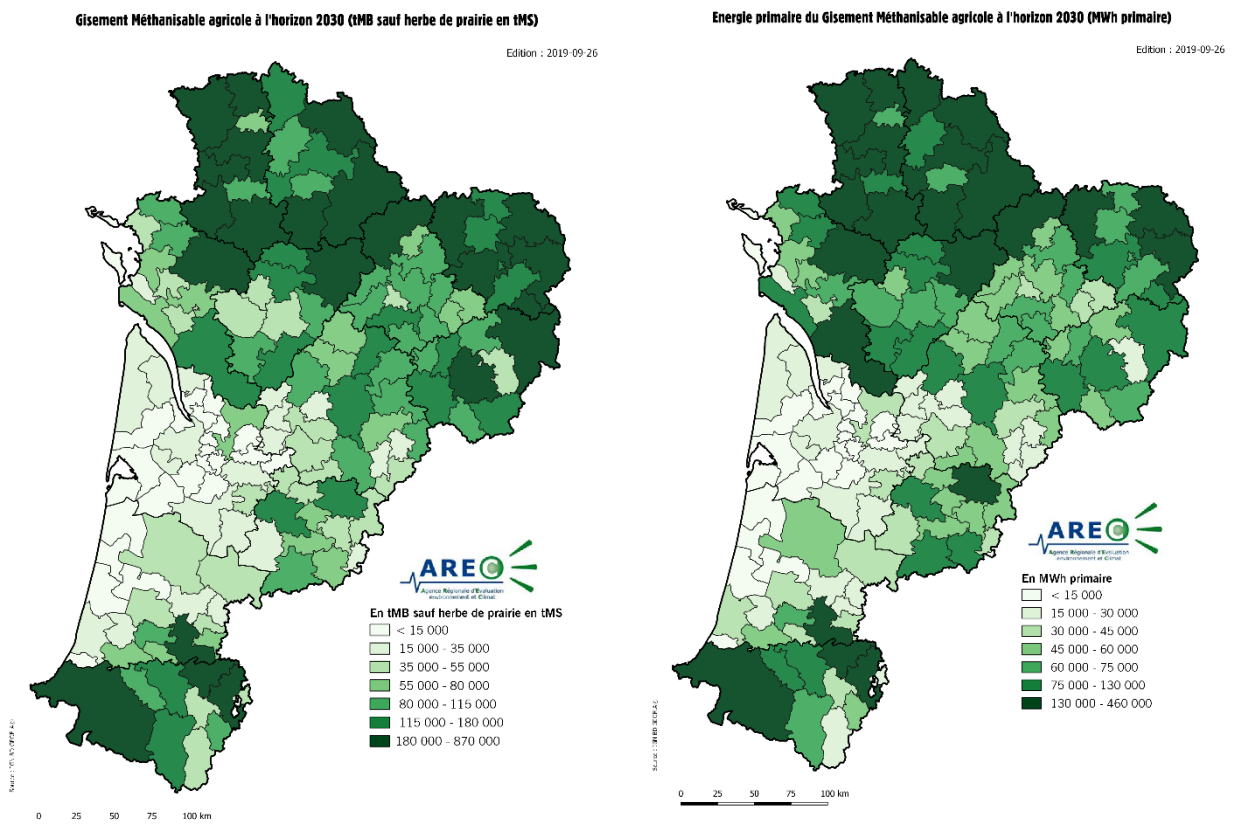 Gisement Méthanisable agricole à l'horizon 2030 (tMB sauf herbe de prairie en tMS)
Edition : 2019-09-26
AREC
Agence Régionale d'Evaluation
environnement et Climat
En tMB sauf herbe de prairie en tMS
< 15 000
15 000 - 35 000
35 000 - 55 000
55 000 - 80 000
80 000 - 115 000
115 000 - 180 000
180 000 - 870 000
0 25 50 75 100 km
Energie primaire du Gisement Méthanisable agricole à l'horizon 2030 (MWh primaire)
Edition : 2019-09-26
AREC
Agence Régionale d'Evaluation
environnement et Climat
En MWh primaire
< 15 000
15 000 - 30 000
30 000 - 45 000
45 000 - 60 000
60 000 - 75 000
75 000 - 130 000
130 000 - 460 000
0 25 50 75 100 km